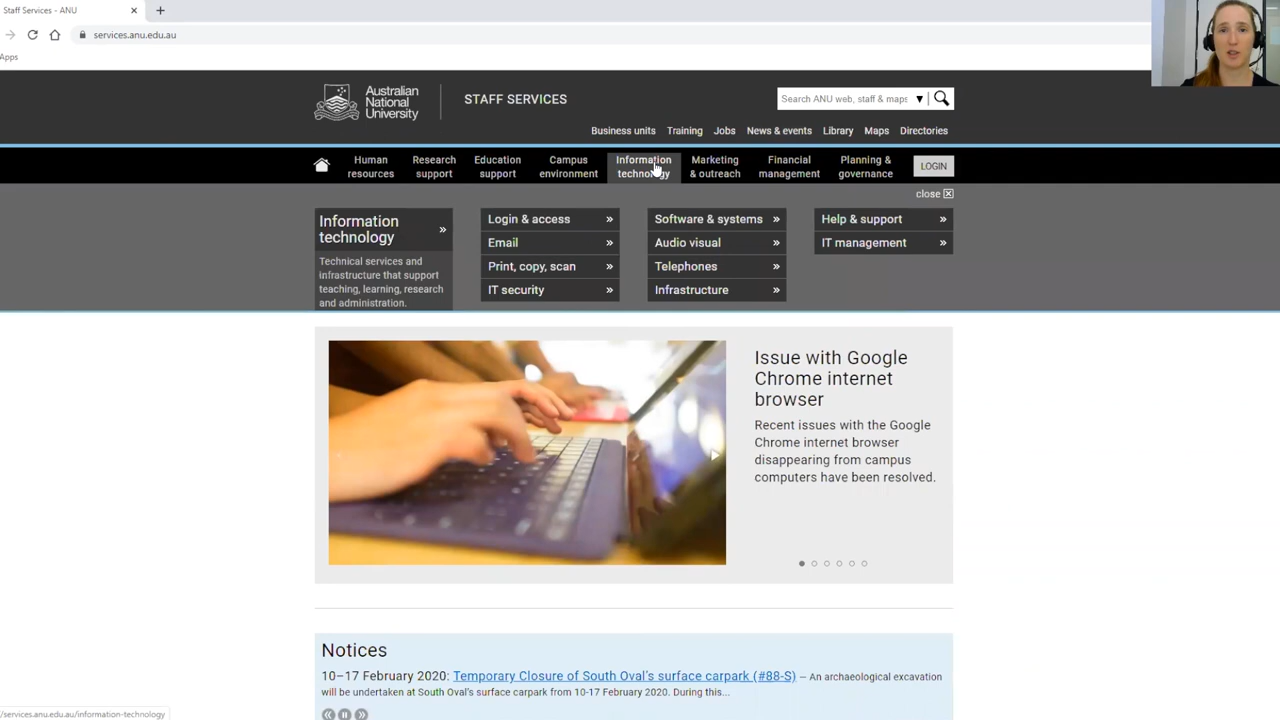 Staff Services - ANU
services.anu.edu.au
Apps
Australian
National
University
STAFF SERVICES
Search ANU web, staff & maps
Business units Training Jobs News & events Library Maps Directories
Human resources
Research support
Education support
Campus environment
Information technology
Marketing & outreach
Financial management
Planning & governance
LOGIN
close
Information
technology
Technical services and
infrastructure that support
teaching, learning, research
and administration.
Login & access »
Email »
Print, copy, scan »
IT security »
Software & systems »
Audio visual »
Telephones »
Infrastructure »
Help & support »
IT management »
Issue with Google
Chrome internet
browser
Recent issues with the Google
Chrome internet browser
disappearing from campus
computers have been resolved.
Notices
10–17 February 2020: Temporary Closure of South Oval's surface carpark (#88-S) — An archaeological excavation
will be undertaken at South Oval's surface carpark from 10-17 February 2020. During this...
/services.anu.edu.au/information-technology